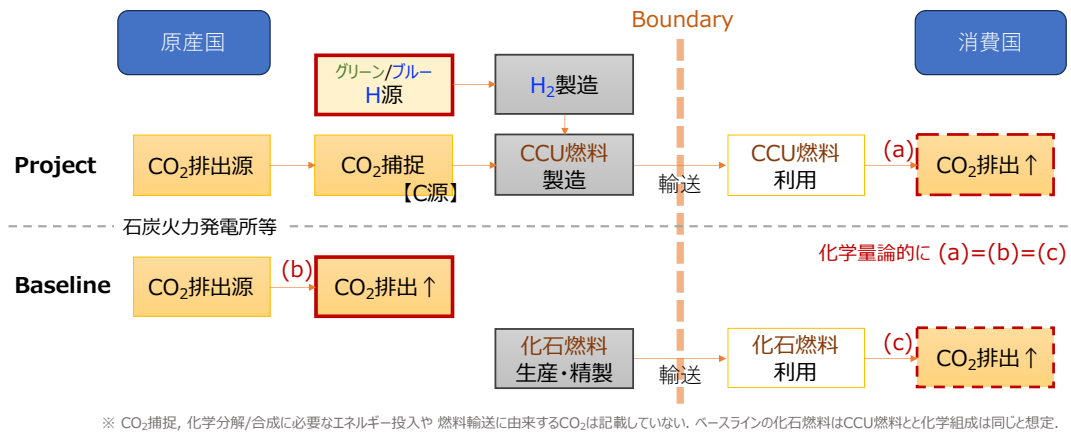 Boundary
原産国
消費国
グリーン/ブルー
H源
H₂製造
Project
CO₂排出源
CO₂捕捉
【C源】
CCU燃料
製造
輸送
CCU燃料
利用
(a)
CO₂排出↑
石炭火力発電所等
化学量論的に (a)=(b)=(c)
Baseline
CO₂排出源
(b)
CO₂排出↑
化石燃料
生産・精製
輸送
化石燃料
利用
(c)
CO₂排出↑
※ CO₂捕捉, 化学分解/合成に必要なエネルギー投入や 燃料輸送に由来するCO₂は記載していない. ベースラインの化石燃料はCCU燃料とと化学組成は同じと想定.